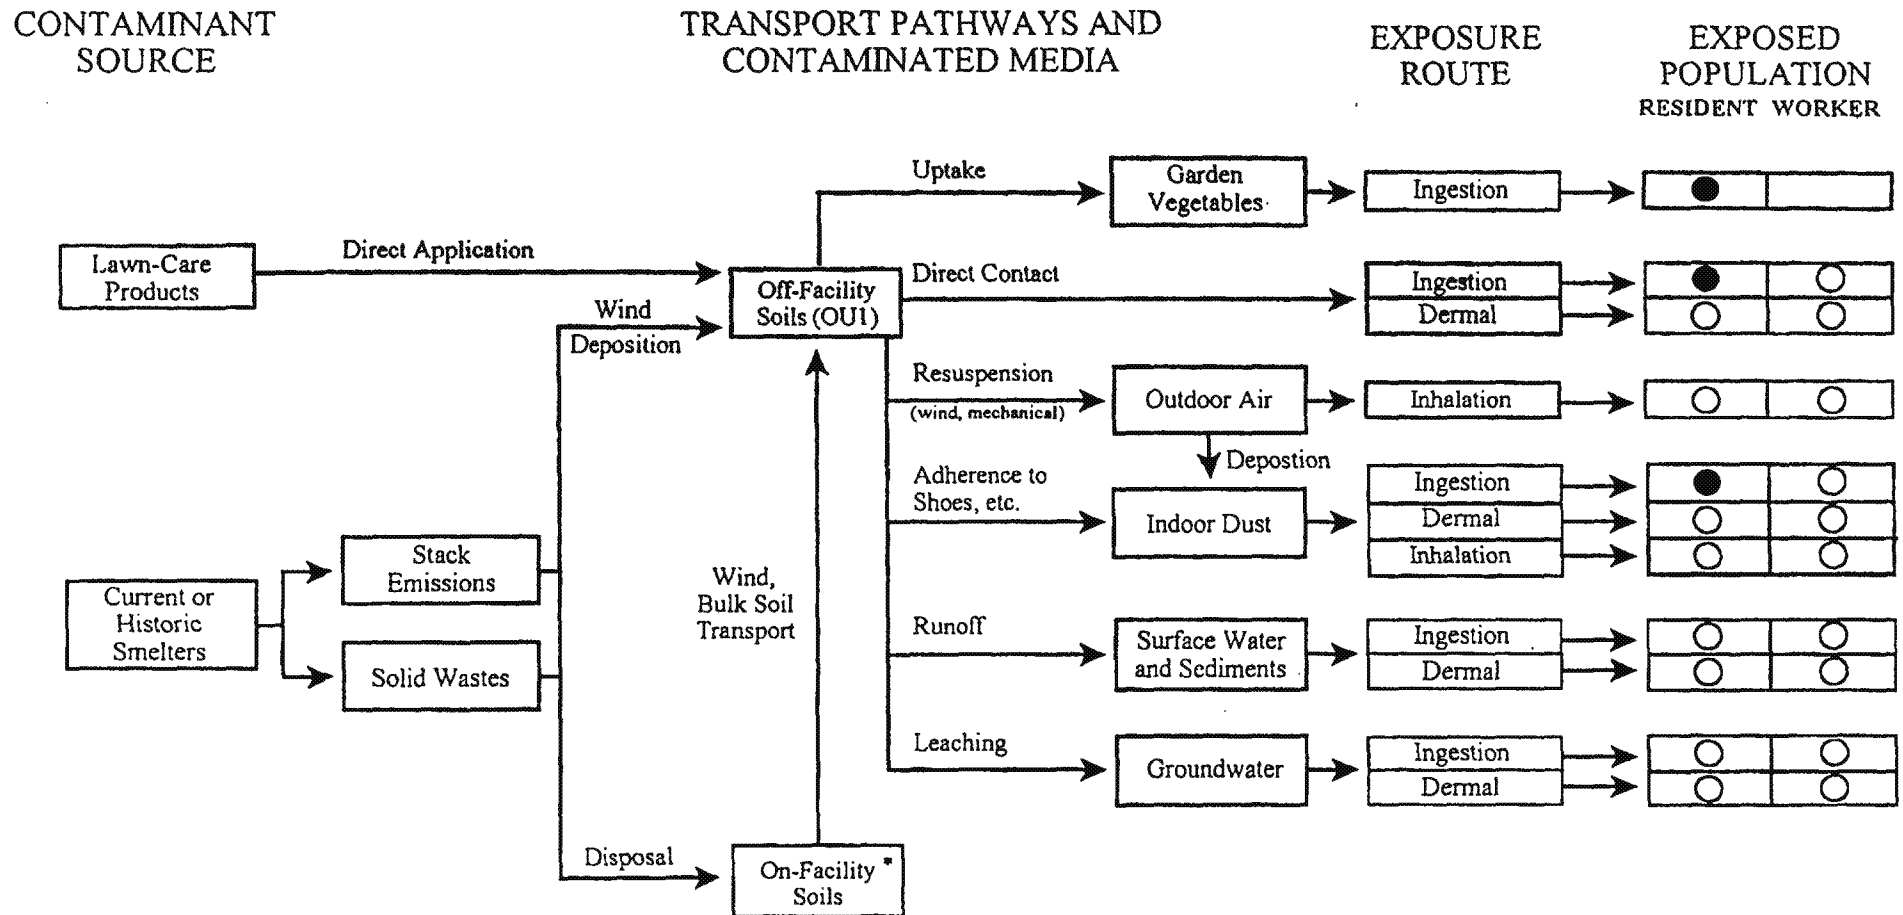 CONTAMINANT
SOURCE
TRANSPORT PATHWAYS AND
CONTAMINATED MEDIA
EXPOSURE
ROUTE
EXPOSED
POPULATION
RESIDENT WORKER
Uptake
Garden
Vegetables
Ingestion
Lawn-Care
Products
Direct Application
Off-Facility
Soils (OU1)
Direct Contact
Ingestion
Dermal
Wind
Deposition
Resuspension
(wind, mechanical)
Outdoor Air
Inhalation
Depostion
Adherence to
Shoes, etc.
Indoor Dust
Ingestion
Dermal
Inhalation
Current or
Historic
Smelters
Stack
Emissions
Solid Wastes
Wind,
Bulk Soil
Transport
Runoff
Surface Water
and Sediments
Ingestion
Dermal
Leaching
Groundwater
Ingestion
Dermal
Disposal
On-Facility *
Soils